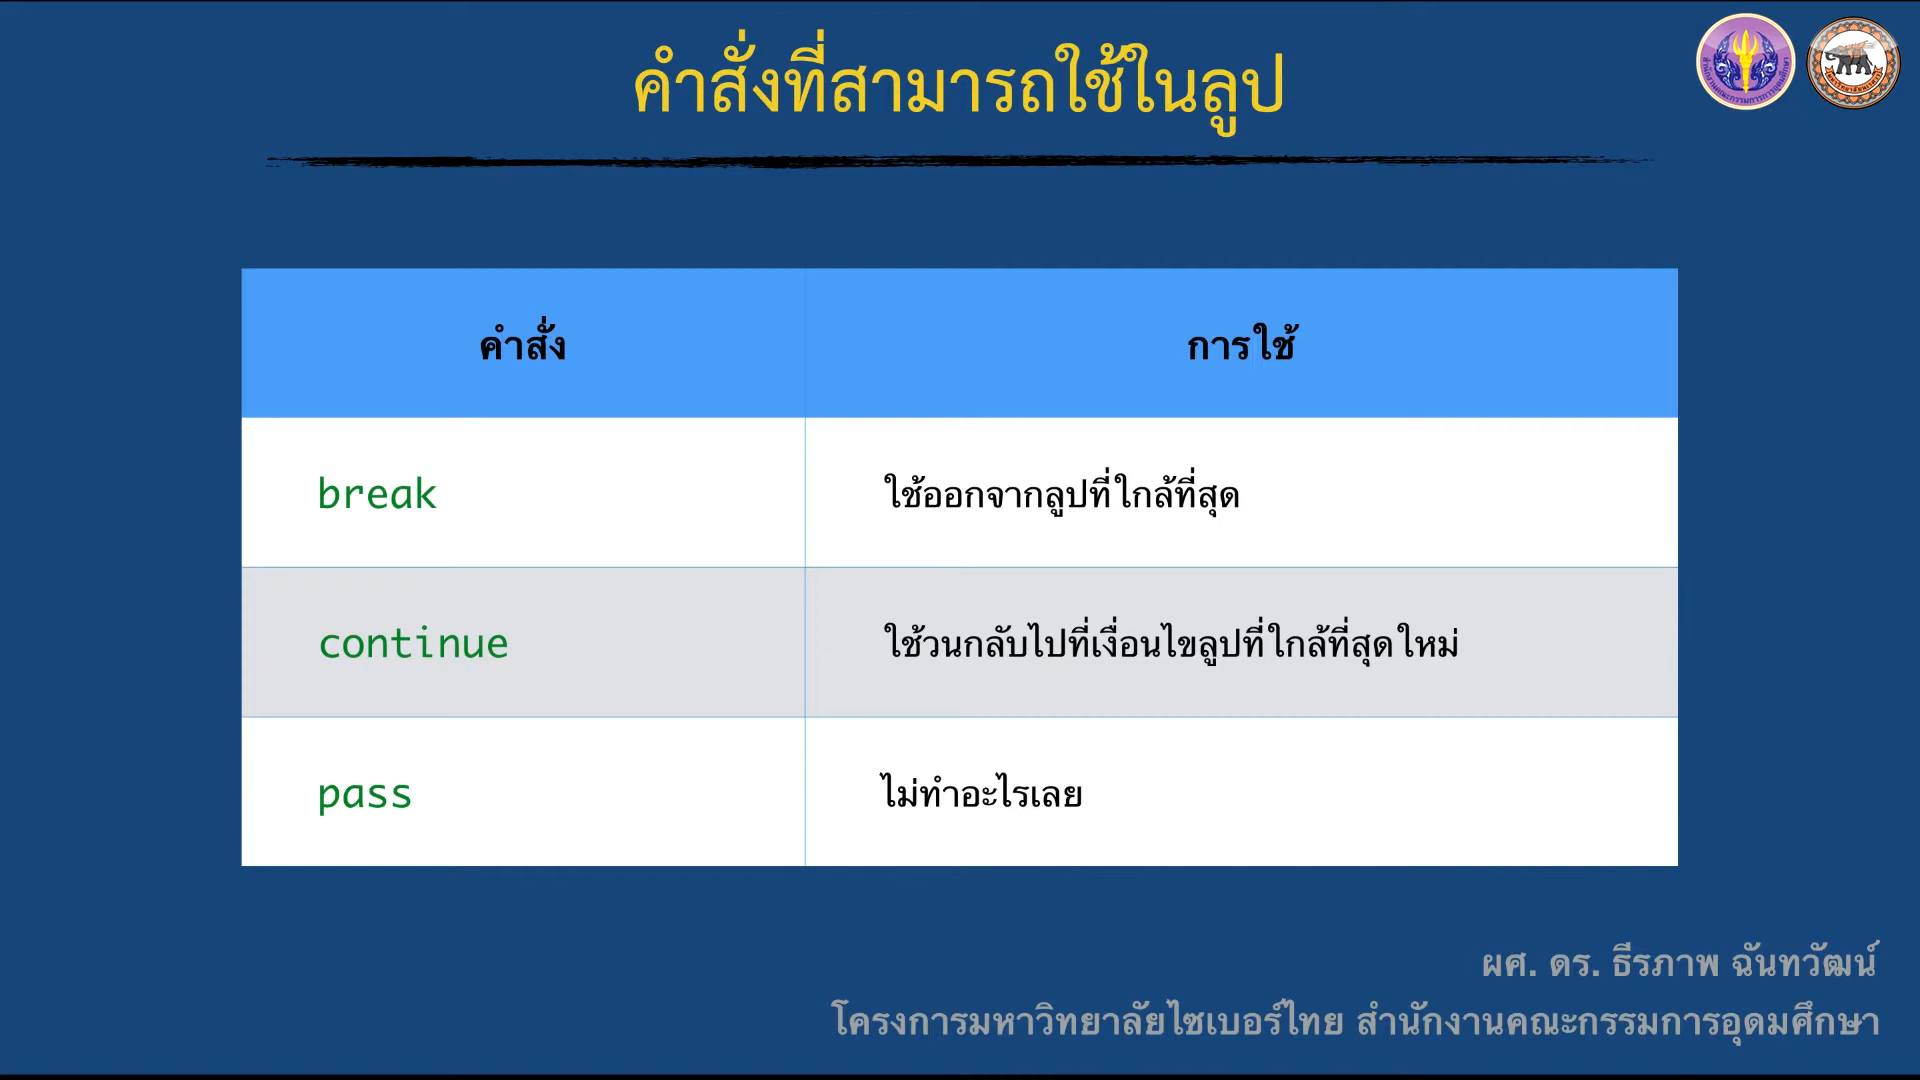 คำสั่งที่สามารถใช้ในลูป
คำสั่ง การใช้
break ใช้ออกจากลูปที่ใกล้ที่สุด
continue ใช้วนกลับไปที่เงื่อนไขลูปที่ใกล้ที่สุดใหม่
pass ไม่ทำอะไรเลย
ผศ. ดร. ธีรภาพ ฉันทวัฒน์
โครงการมหาวิทยาลัยไซเบอร์ไทย สำนักงานคณะกรรมการอุดมศึกษา